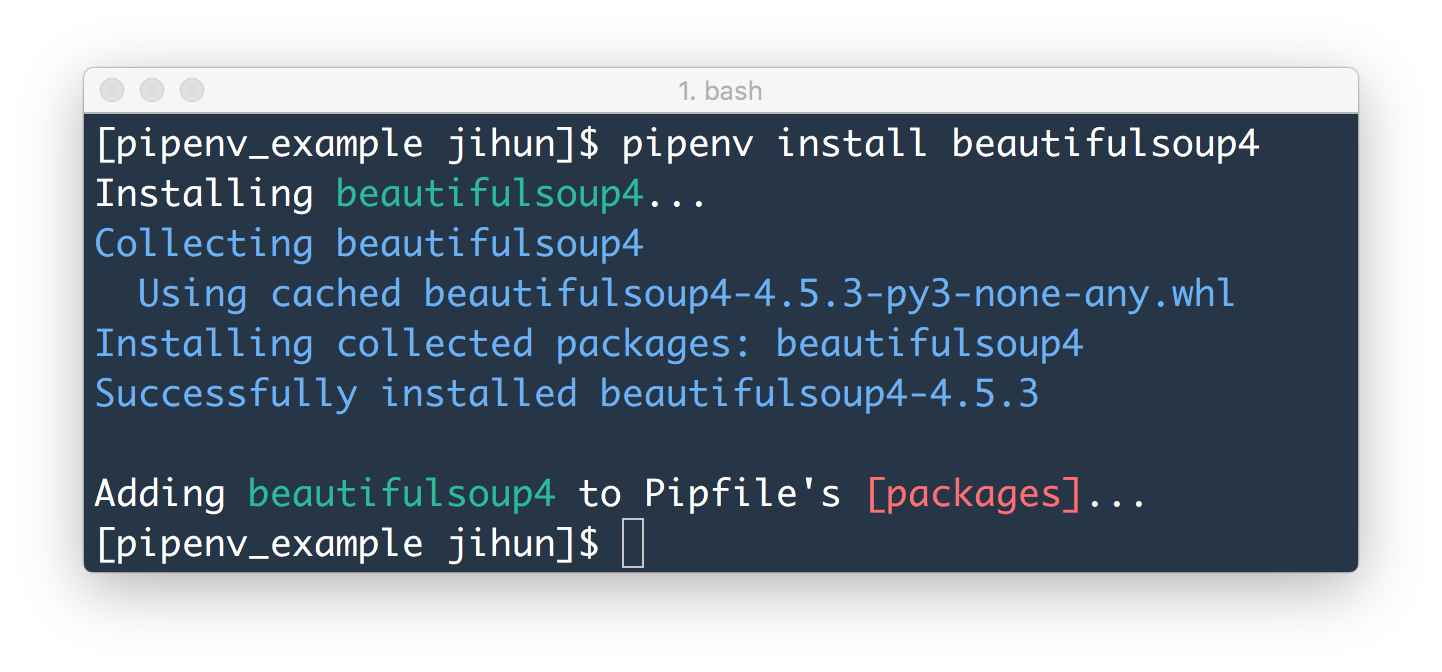 1. bash
[pipenv_example jihun]$ pipenv install beautifulsoup4
Installing beautifulsoup4...
Collecting beautifulsoup4
  Using cached beautifulsoup4-4.5.3-py3-none-any.whl
Installing collected packages: beautifulsoup4
Successfully installed beautifulsoup4-4.5.3
Adding beautifulsoup4 to Pipfile's [packages]...
[pipenv_example jihun]$